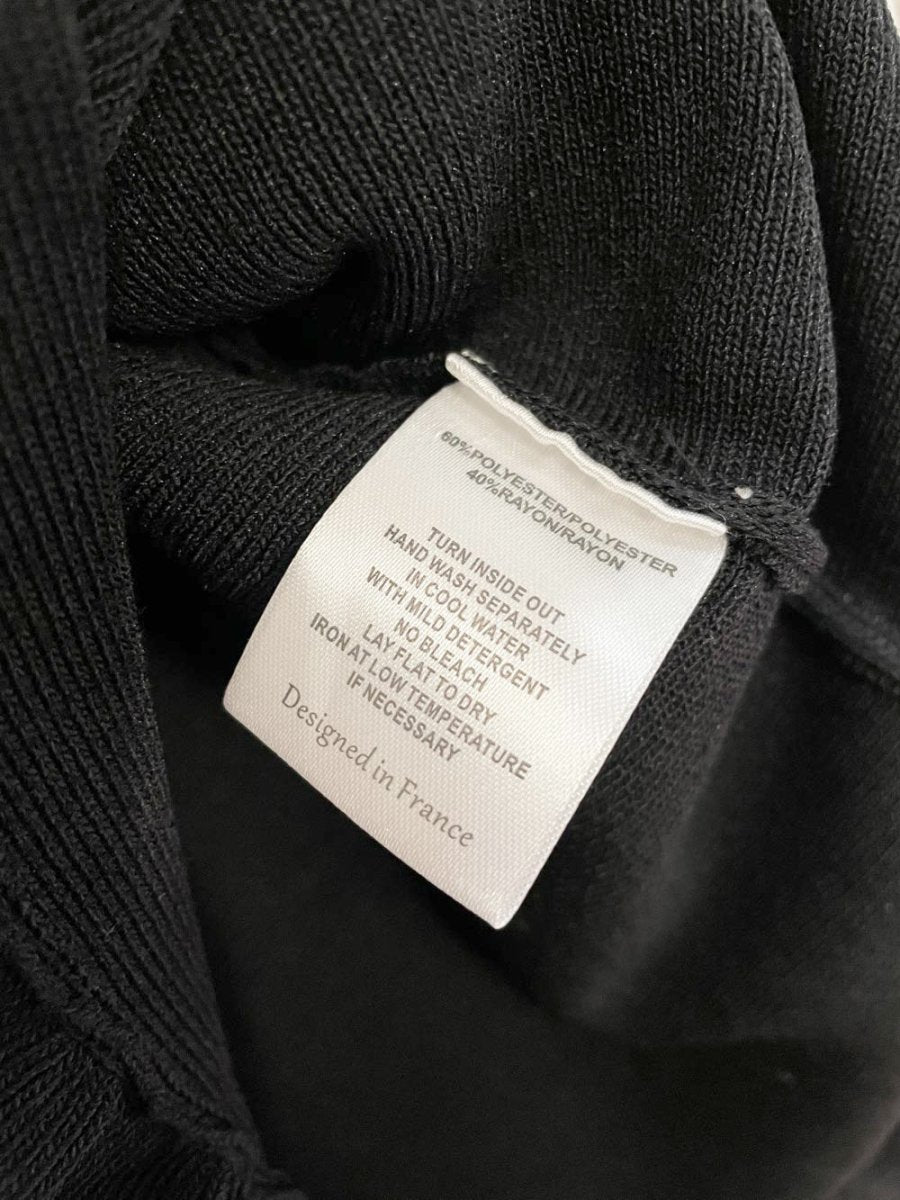 60%POLYESTER/POLYESTER
40%RAYON/RAYON
TURN INSIDE OUT
HAND WASH SEPARATELY
IN COOL WATER
WITH MILD DETERGENT
NO BLEACH
LAY FLAT TO DRY
IRON AT LOW TEMPERATURE
IF NECESSARY
Designed in France